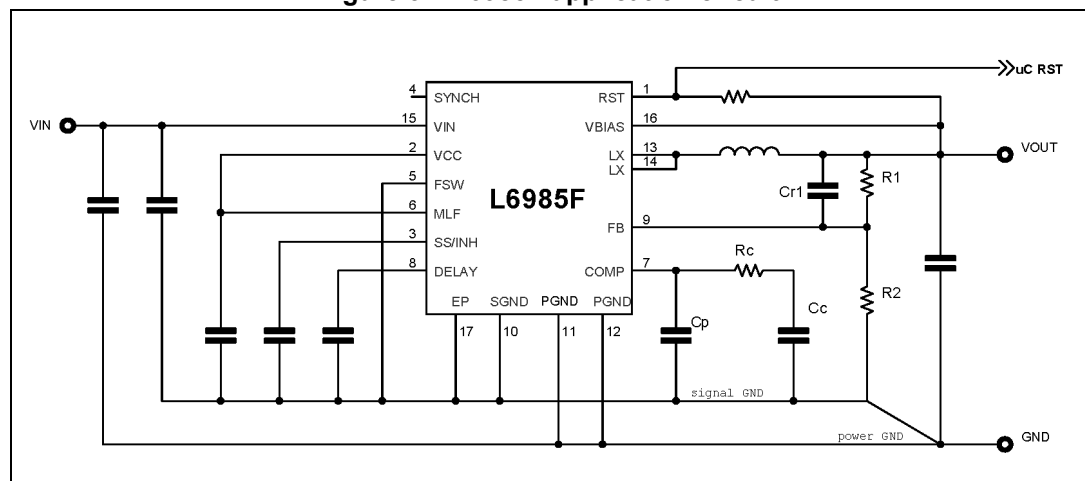 uC RST
4 SYNCH
RST 1
15 VIN
VBIAS 16
VIN
2 VCC
LX 13
LX 14
VOUT
5 FSW
L6985F
Cr1
R1
6 MLF
FB 9
3 SS/INH
8 DELAY
COMP 7
Rc
R2
EP SGND PGND PGND
17 10 11 12
Cp
Cc
signal GND
power GND
GND